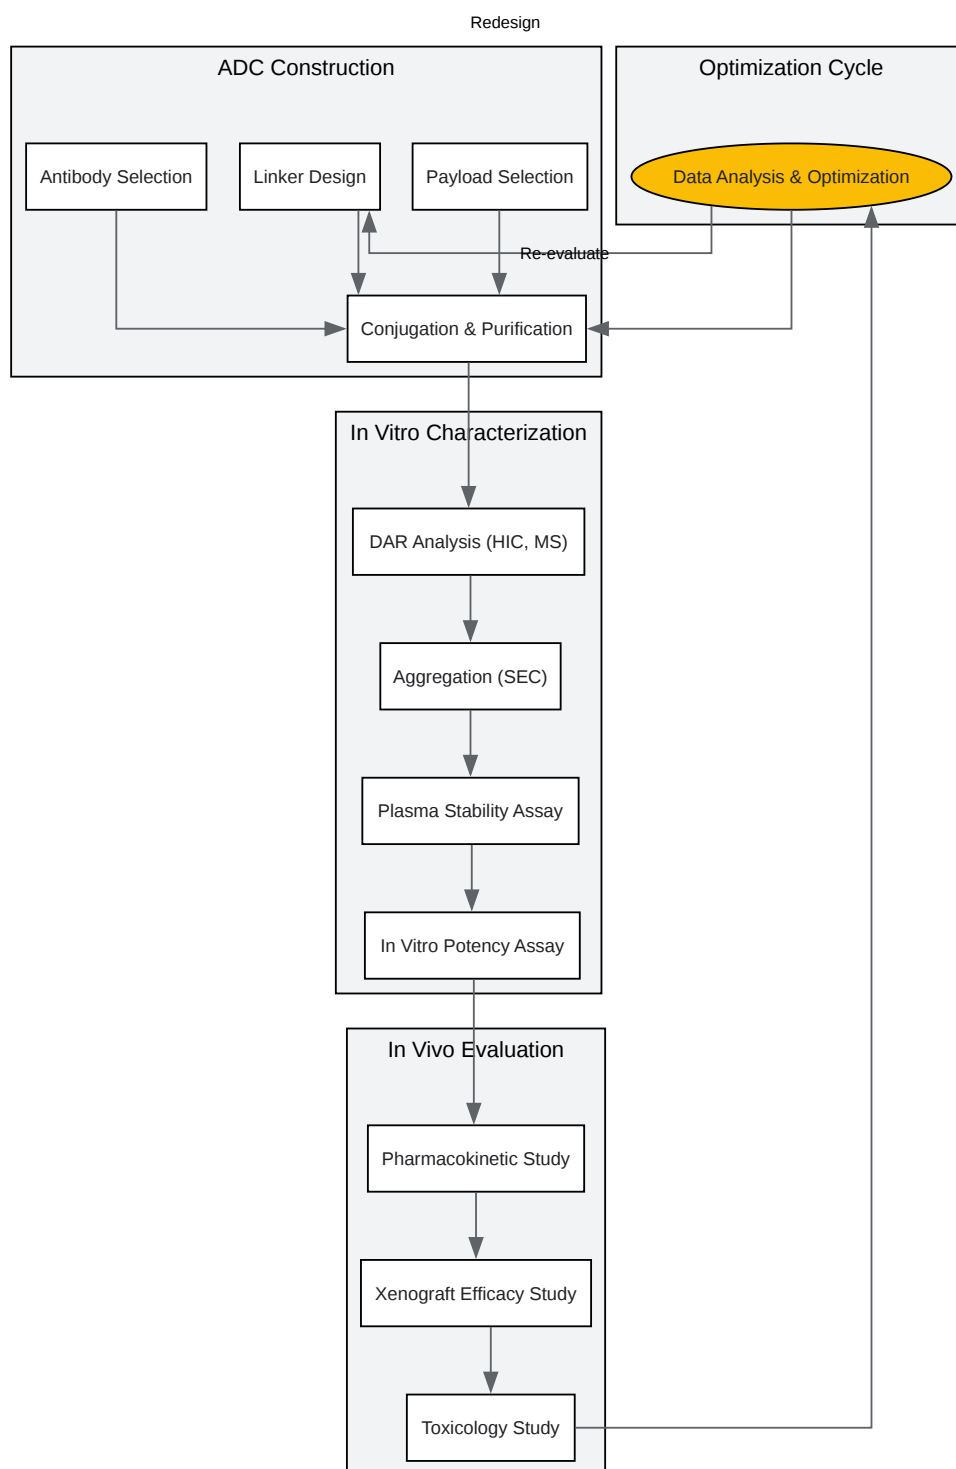 Redesign
ADC Construction
Optimization Cycle
Antibody Selection
Linker Design
Payload Selection
Data Analysis & Optimization
Re-evaluate
Conjugation & Purification
In Vitro Characterization
DAR Analysis (HIC, MS)
Aggregation (SEC)
Plasma Stability Assay
In Vitro Potency Assay
In Vivo Evaluation
Pharmacokinetic Study
Xenograft Efficacy Study
Toxicology Study